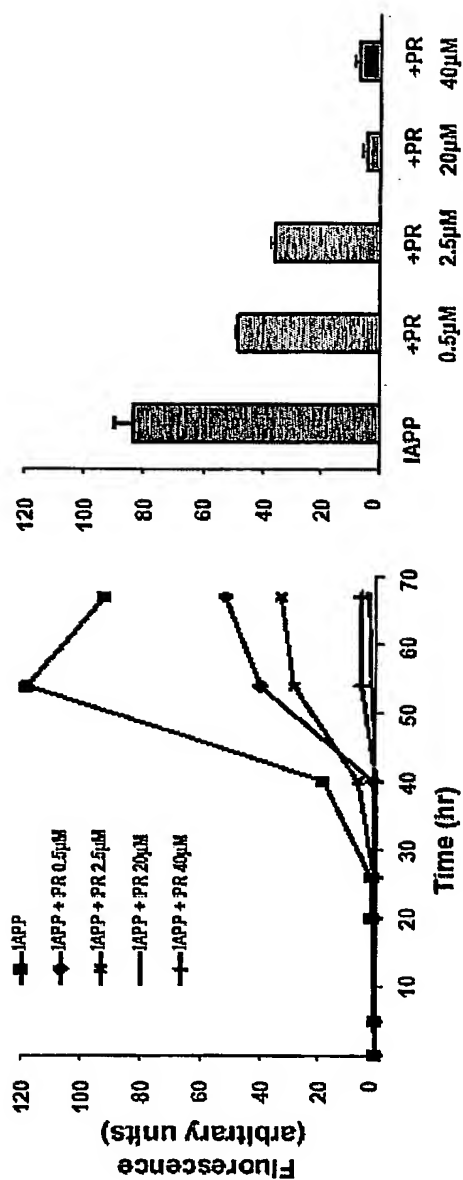 Fluorescence
(arbitrary units)
120
100
80
60
40
20
0
IAPP
IAPP + PR 0.5µM
IAPP + PR 2.5µM
IAPP + PR 20µM
IAPP + PR 40µM
10 20 30 40 50 60 70
Time (hr)
120
100
80
60
40
20
0
IAPP +PR +PR +PR +PR
0.5µM 2.5µM 20µM 40µM